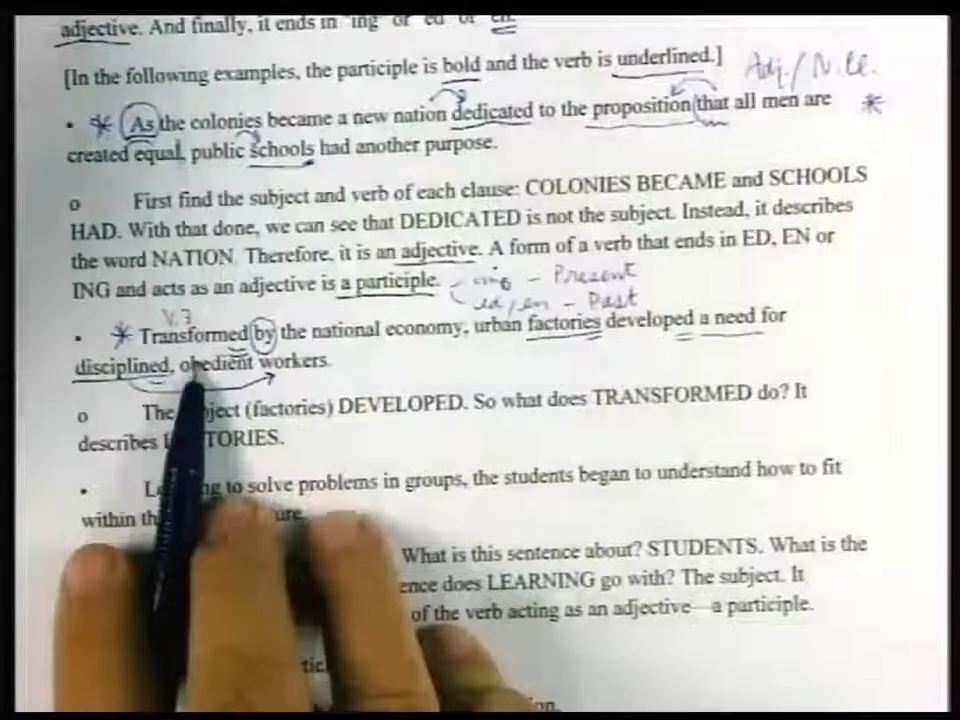 adjective. And finally, it ends in 'ing' or 'ed' or 'en.
[In the following examples, the participle is bold and the verb is underlined.]
Adj./N.Cl.
• * As the colonies became a new nation dedicated to the proposition that all men are *
created equal, public schools had another purpose.
o First find the subject and verb of each clause: COLONIES BECAME and SCHOOLS
HAD. With that done, we can see that DEDICATED is not the subject. Instead, it describes
the word NATION. Therefore, it is an adjective. A form of a verb that ends in ED, EN or
ING and acts as an adjective is a participle. - ing - Present
ed/en - Past
V.3
• * Transformed by the national economy, urban factories developed a need for
disciplined, obedient workers.
o The subject (factories) DEVELOPED. So what does TRANSFORMED do? It
describes FACTORIES.
• Learning to solve problems in groups, the students began to understand how to fit
within th ure.
What is this sentence about? STUDENTS. What is the
ence does LEARNING go with? The subject. It
of the verb acting as an adjective—a participle.
tic
on.